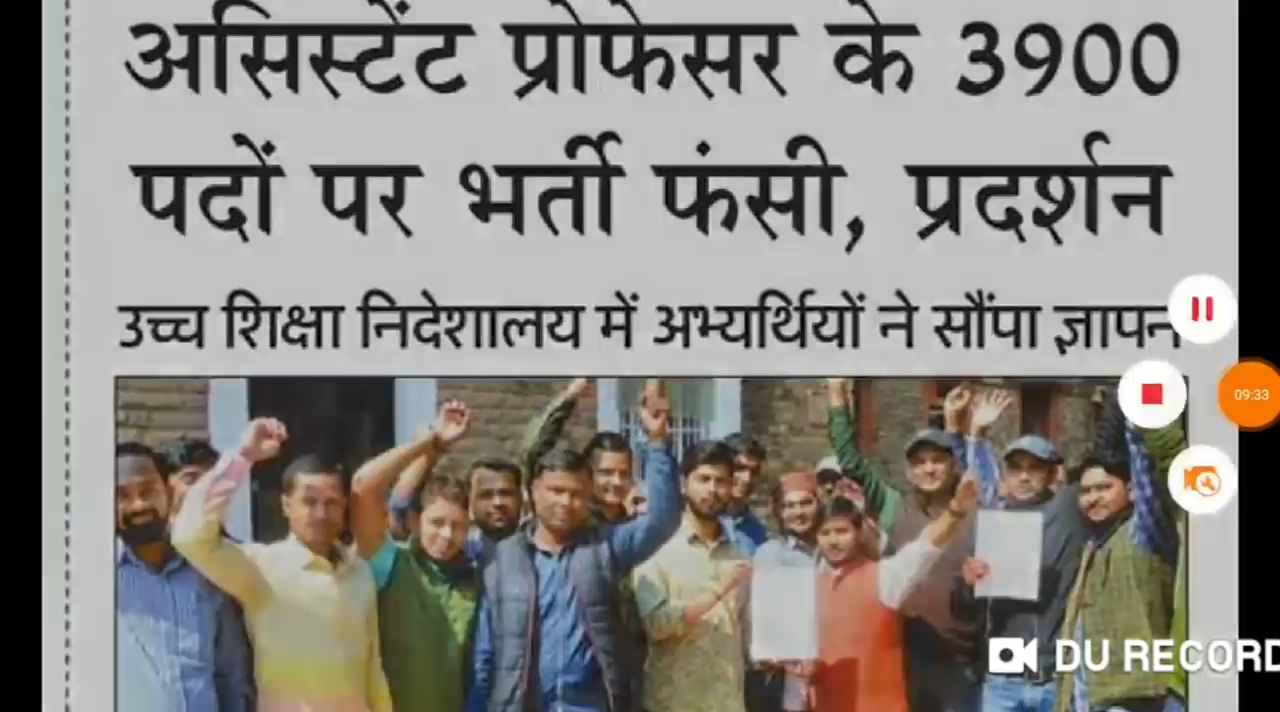 असिस्टेंट प्रोफेसर के 3900
पदों पर भर्ती फंसी, प्रदर्शन
उच्च शिक्षा निदेशालय में अभ्यर्थियों ने सौंपा ज्ञापन
09:33
DU RECORD